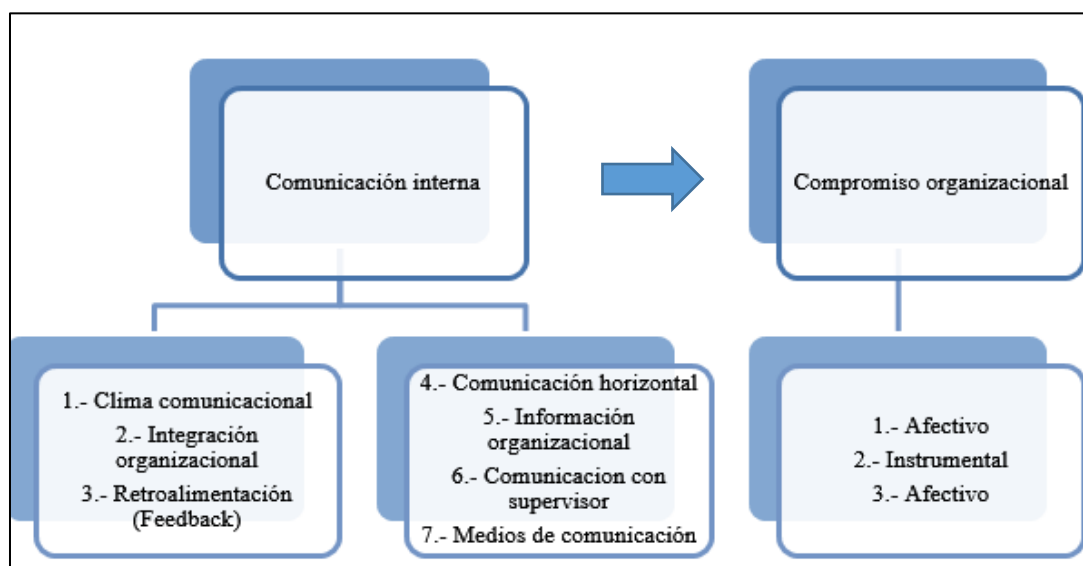 Comunicación interna
Compromiso organizacional
1.- Clima comunicacional
2.- Integración
organizacional
3.- Retroalimentación
(Feedback)
4.- Comunicación horizontal
5.- Información
organizacional
6.- Comunicacion con
supervisor
7.- Medios de comunicación
1.- Afectivo
2.- Instrumental
3.- Afectivo